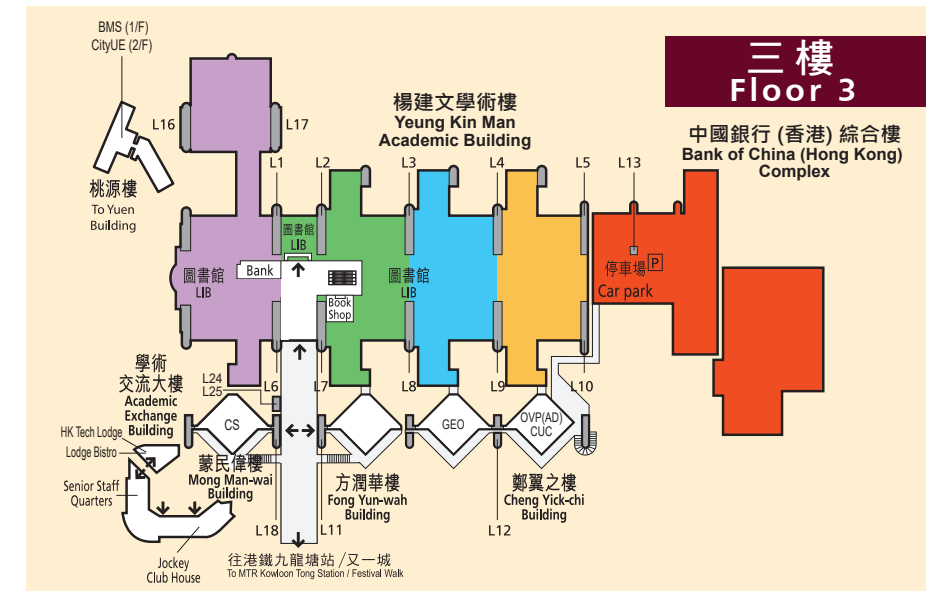 BMS (1/F)
CityUE (2/F)
三樓
Floor 3
楊建文學術樓
Yeung Kin Man
Academic Building
中國銀行 (香港) 綜合樓
Bank of China (Hong Kong)
Complex
L16
L17
L1
L2
L3
L4
L5
L13
桃源樓
To Yuen
Building
圖書館
LIB
圖書館
LIB
Bank
圖書館
LIB
停車場 P
Car park
Book
Shop
學術
交流大樓
Academic
Exchange
Building
L24
L25
L6
L7
L8
L9
L10
CS
GEO
OVP(AD)
CUC
HK Tech Lodge
Lodge Bistro
Senior Staff
Quarters
蒙民偉樓
Mong Man-wai
Building
方潤華樓
Fong Yun-wah
Building
鄭翼之樓
Cheng Yick-chi
Building
L18
L11
L12
Jockey
Club House
往港鐵九龍塘站 /又一城
To MTR Kowloon Tong Station / Festival Walk